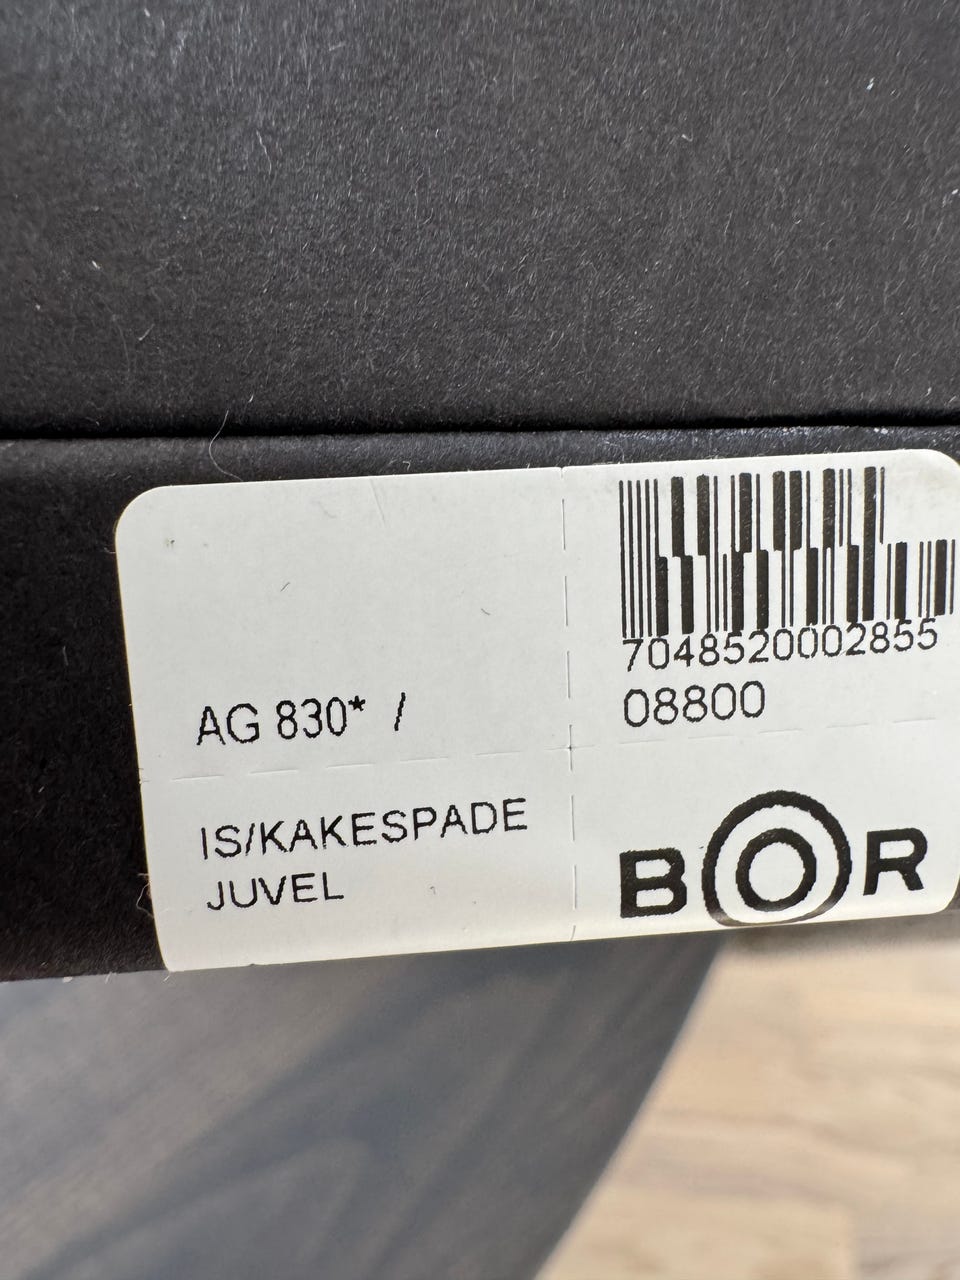 7048520002855
08800
AG 830* /
IS/KAKESPADE
JUVEL
BOR